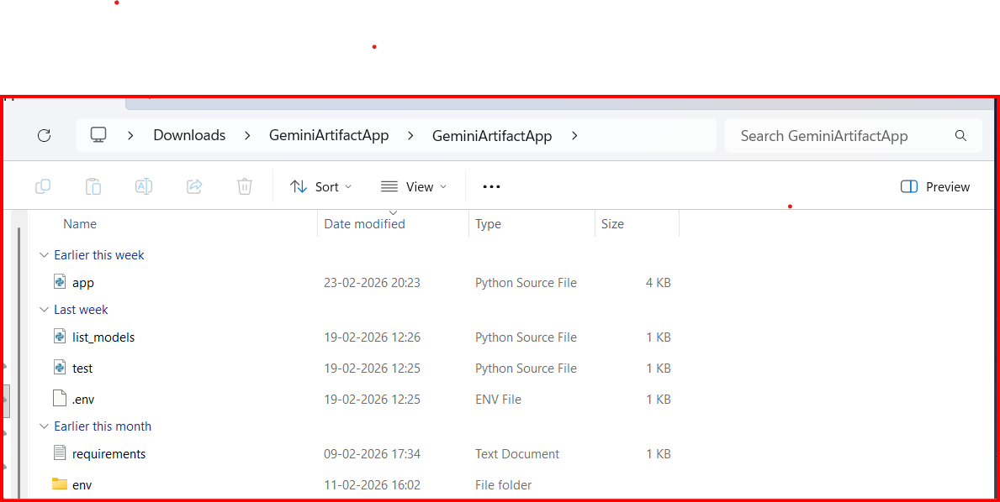 Downloads GeminiArtifactApp GeminiArtifactApp Search GeminiArtifactApp
Sort View ••• Preview
Name Date modified Type Size
Earlier this week
app 23-02-2026 20:23 Python Source File 4 KB
Last week
list_models 19-02-2026 12:26 Python Source File 1 KB
test 19-02-2026 12:25 Python Source File 1 KB
.env 19-02-2026 12:25 ENV File 1 KB
Earlier this month
requirements 09-02-2026 17:34 Text Document 1 KB
env 11-02-2026 16:02 File folder